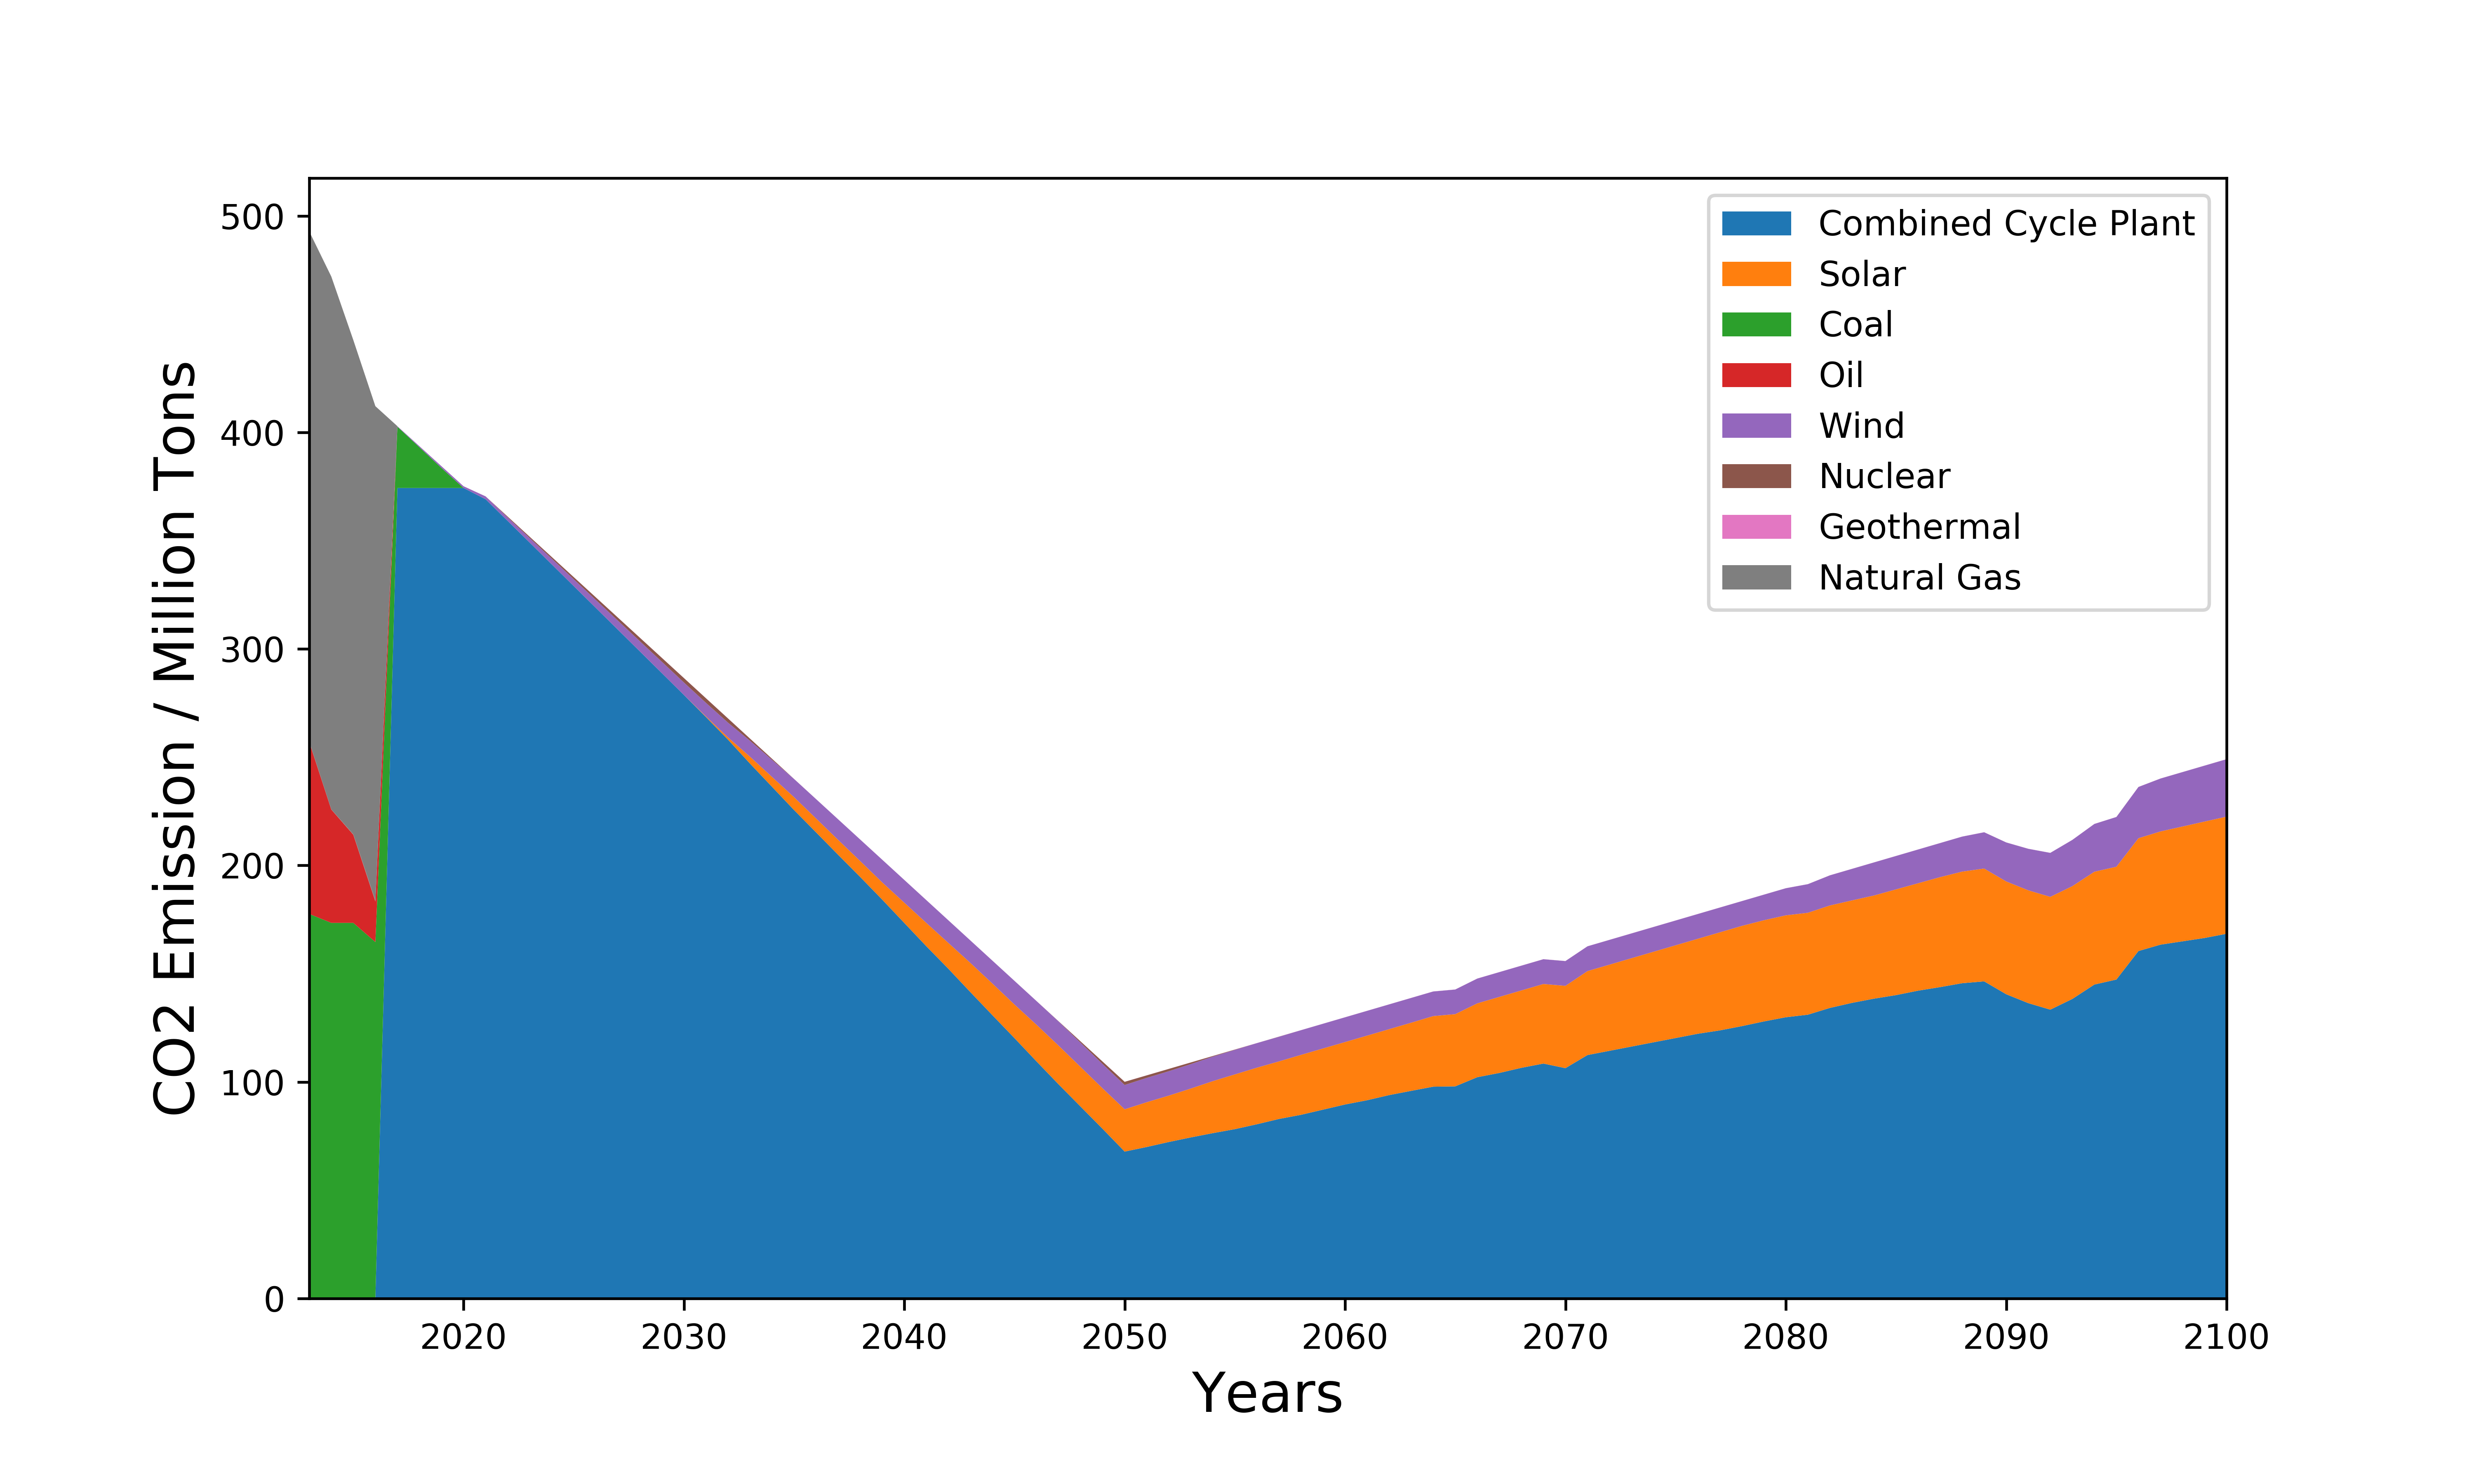 CO2 Emission / Million Tons
500
400
300
200
100
0
Combined Cycle Plant
Solar
Coal
Oil
Wind
Nuclear
Geothermal
Natural Gas
2020 2030 2040 2050 2060 2070 2080 2090 2100
Years